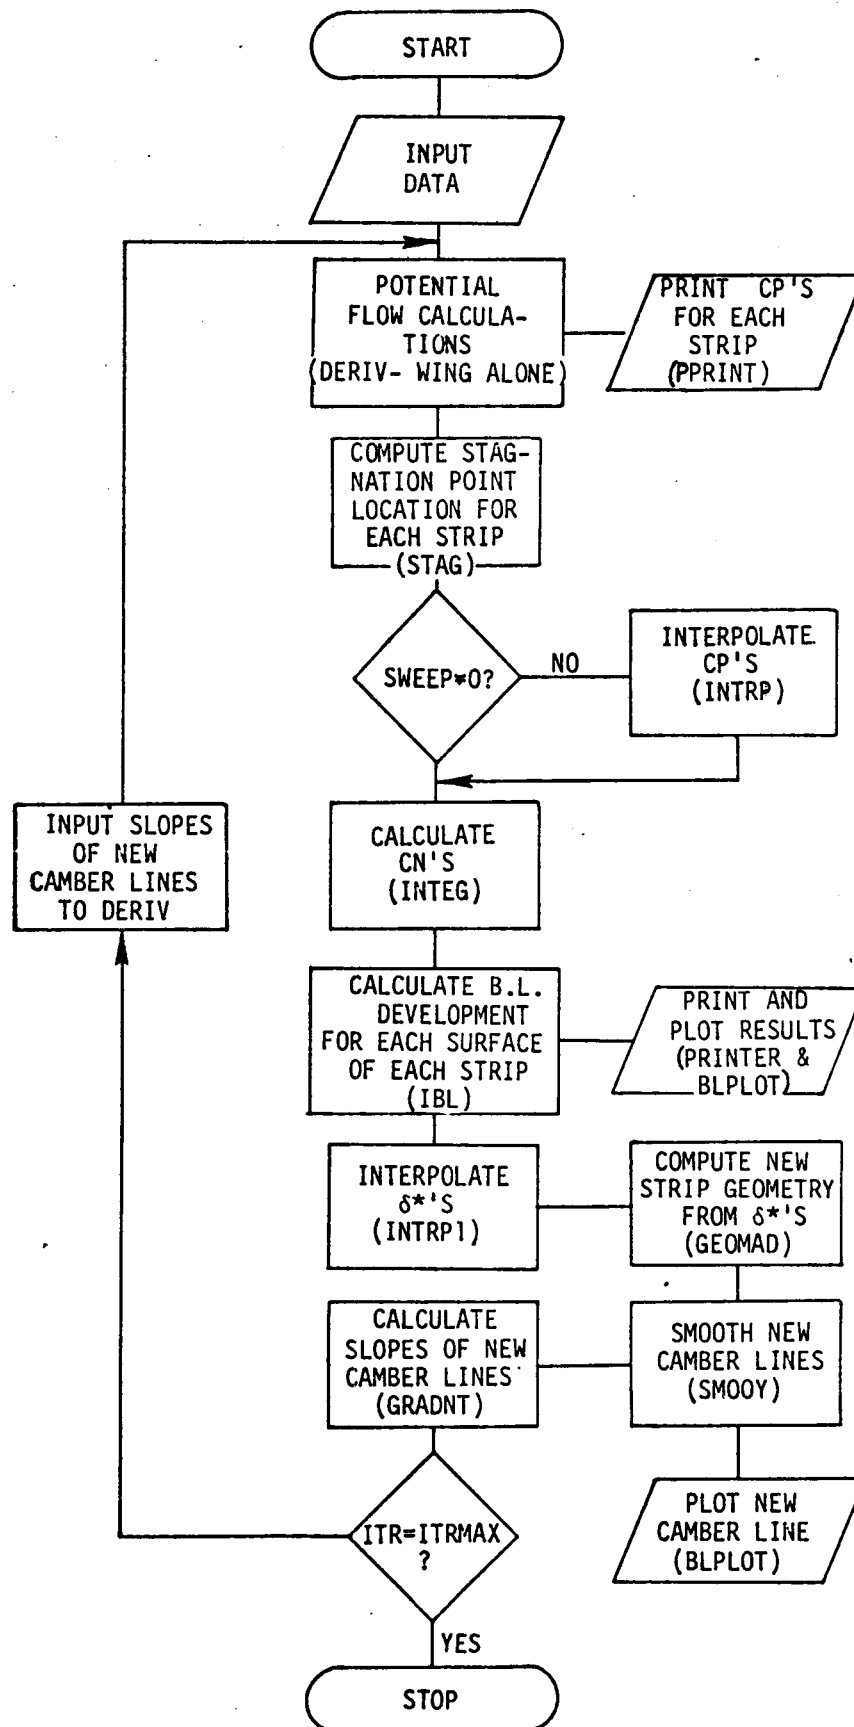 START
INPUT
DATA
POTENTIAL
FLOW CALCULA-
TIONS
(DERIV- WING ALONE)
PRINT CP'S
FOR EACH
STRIP
(PPRINT)
COMPUTE STAG-
NATION POINT
LOCATION FOR
EACH STRIP
(STAG)
SWEEP=0?
NO
INTERPOLATE
CP'S
(INTRP)
INPUT SLOPES
OF NEW
CAMBER LINES
TO DERIV
CALCULATE
CN'S
(INTEG)
CALCULATE B.L.
DEVELOPMENT
FOR EACH SURFACE
OF EACH STRIP
(IBL)
PRINT AND
PLOT RESULTS
(PRINTER &
BLPLOT)
INTERPOLATE
δ*'S
(INTRP1)
COMPUTE NEW
STRIP GEOMETRY
FROM δ*'S
(GEOMAD)
CALCULATE
SLOPES OF NEW
CAMBER LINES
(GRADNT)
SMOOTH NEW
CAMBER LINES
(SMOOY)
ITR=ITRMAX
?
PLOT NEW
CAMBER LINE
(BLPLOT)
YES
STOP